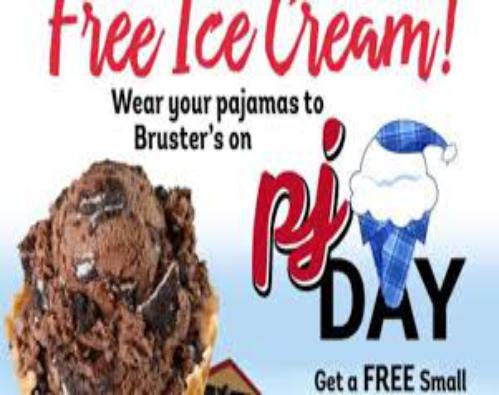 Free Ice Cream!
Wear your pajamas to
Bruster's on
pj
DAY
Get a FREE Small